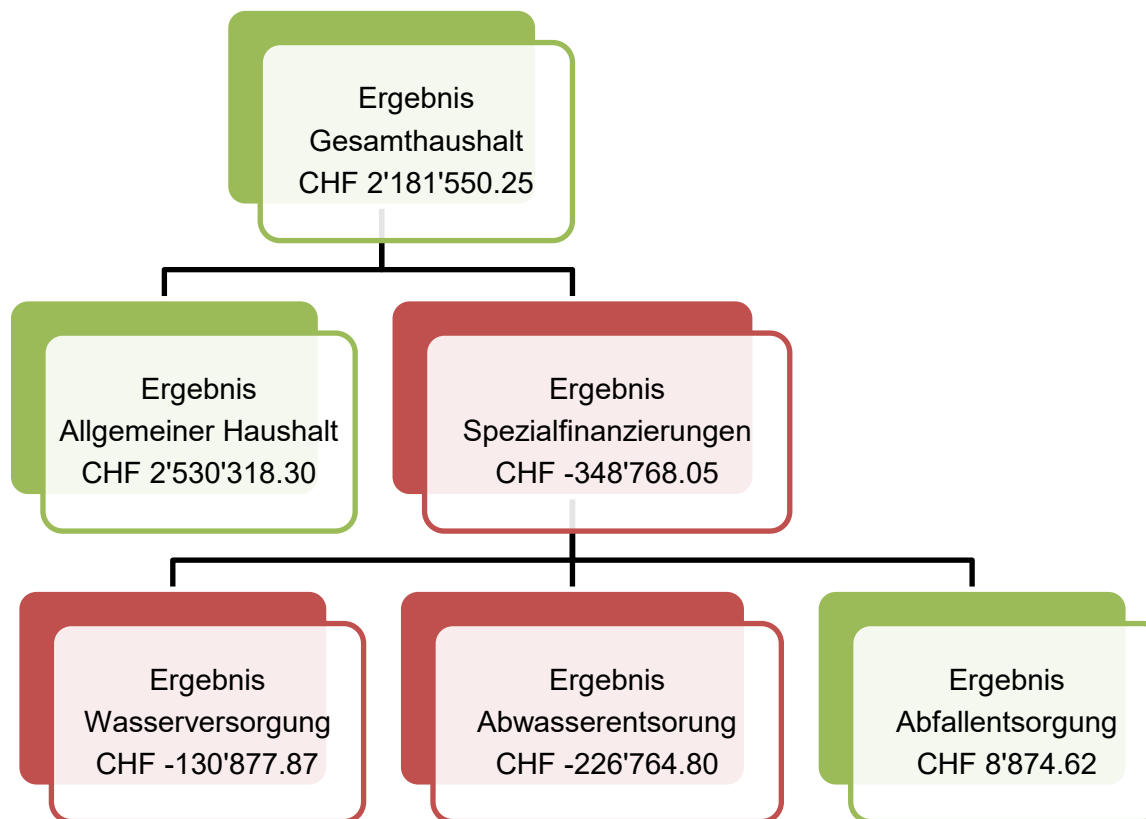 Ergebnis
Gesamthaushalt
CHF 2'181'550.25
Ergebnis
Allgemeiner Haushalt
CHF 2'530'318.30
Ergebnis
Spezialfinanzierungen
CHF -348'768.05
Ergebnis
Wasserversorgung
CHF -130'877.87
Ergebnis
Abwasserentsorung
CHF -226'764.80
Ergebnis
Abfallentsorgung
CHF 8'874.62